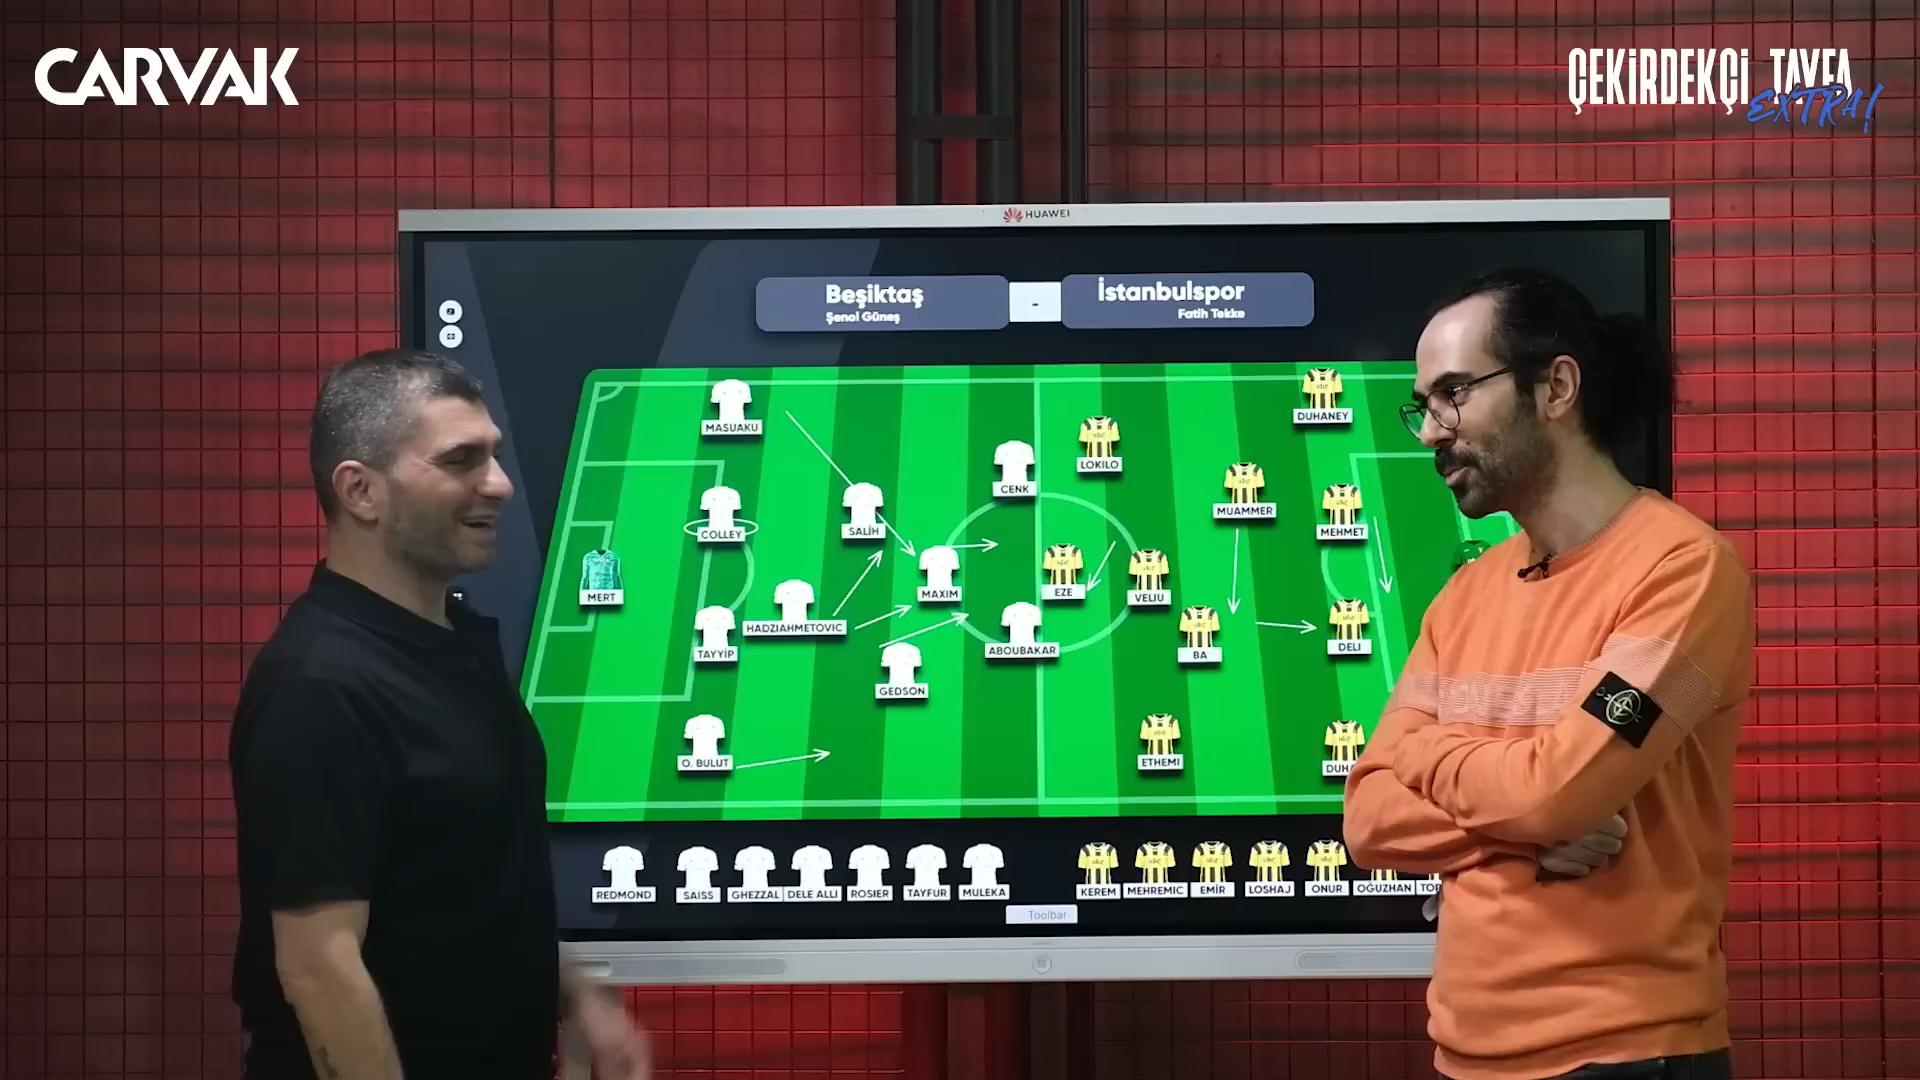 CARVAK
ÇEKİRDEKÇİ TAYFA
EXTRA!
HUAWEI
Beşiktaş
Şenol Güneş
-
İstanbulspor
Fatih Tekke
MASUAKU
DUHANEY
CENK
LOKILO
COLLEY
SALİH
MUAMMER
MEHMET
MERT
MAXIM
EZE
VELIU
HADZIAHMETOVIC
TAYYİP
ABOUBAKAR
BA
DELI
GEDSON
O. BULUT
ETHEMI
DUHA
REDMOND
SAISS
GHEZZAL
DELE ALLI
ROSIER
TAYFUR
MULEKA
KEREM
MEHREMIC
EMİR
LOSHAJ
ONUR
OĞUZHAN
TOP
Toolbar